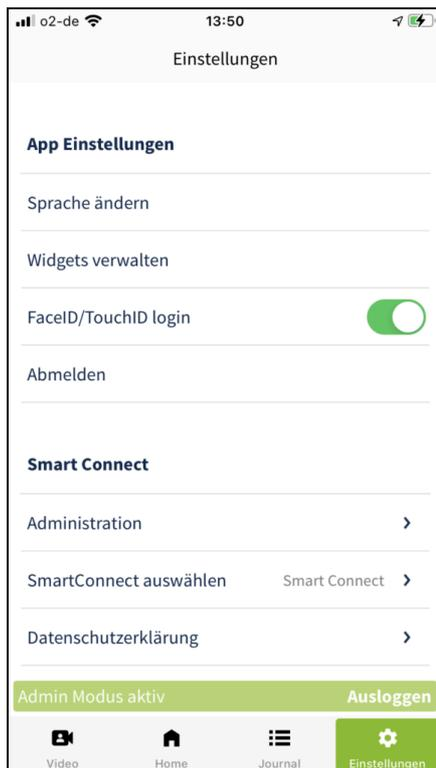 o2-de 13:50
Einstellungen
App Einstellungen
Sprache ändern
Widgets verwalten
FaceID/TouchID login
Abmelden
Smart Connect
Administration
SmartConnect auswählen Smart Connect
Datenschutzerklärung
Admin Modus aktiv Ausloggen
Video Home Journal Einstellungen